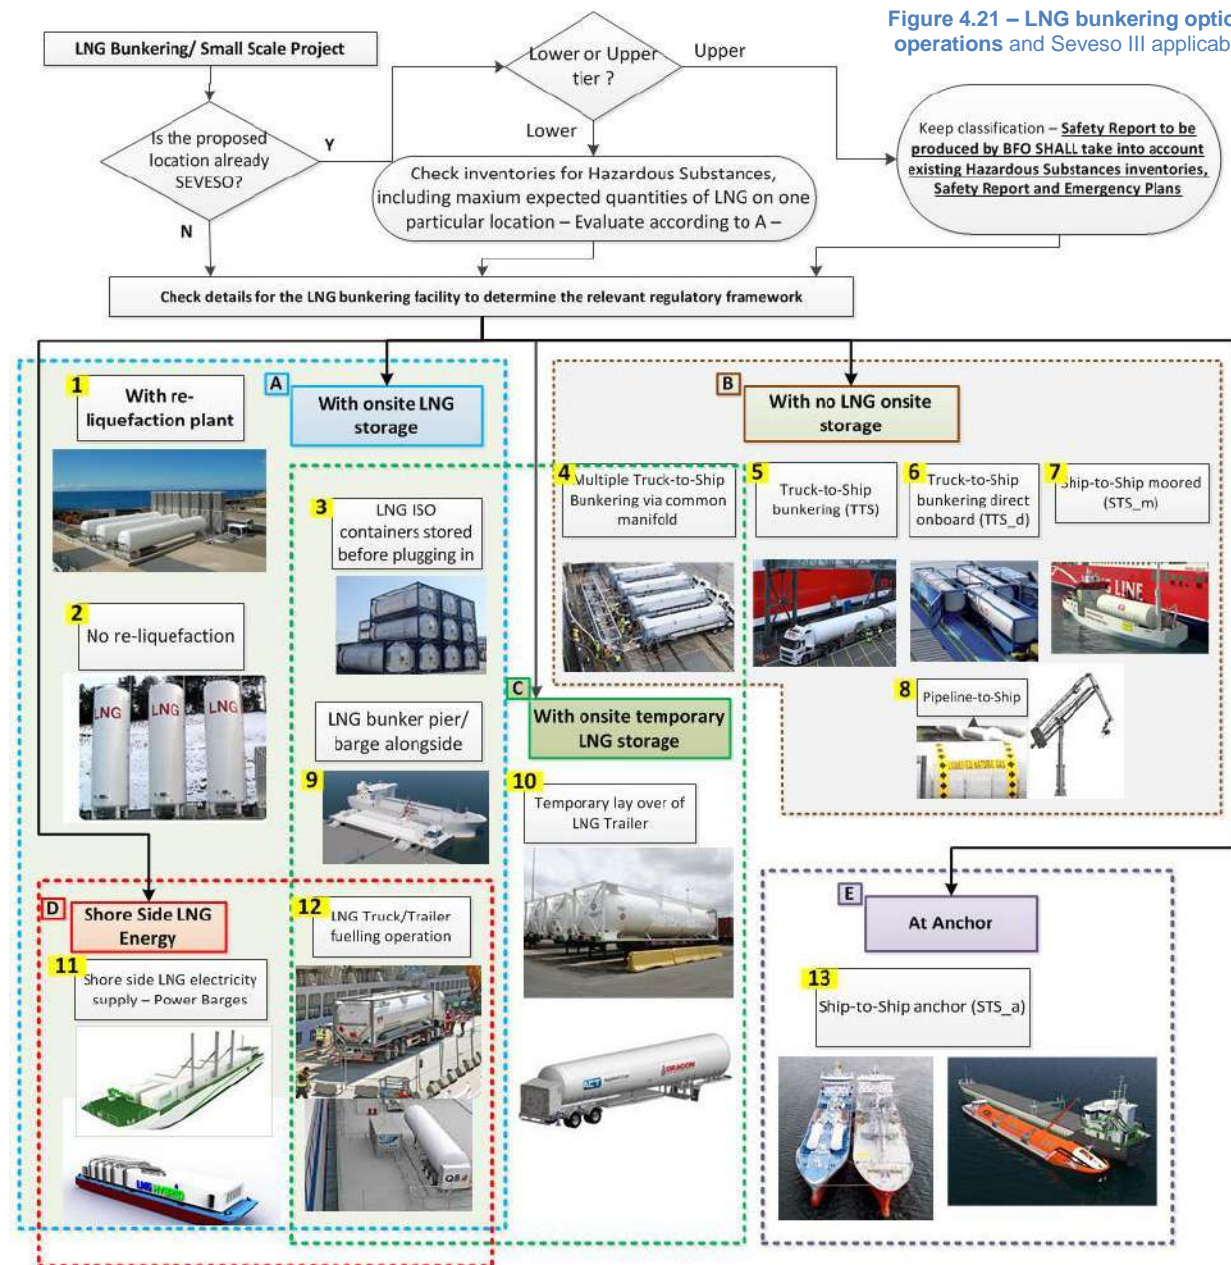 Figure 4.21 – LNG bunkering optio
operations and Seveso III applicab
LNG Bunkering/ Small Scale Project
Lower or Upper
tier ?
Upper
Lower
Is the proposed
location already
SEVESO?
Y
N
Keep classification – Safety Report to be
produced by BFO SHALL take into account
existing Hazardous Substances inventories,
Safety Report and Emergency Plans
Check inventories for Hazardous Substances,
including maxium expected quantities of LNG on one
particular location – Evaluate according to A –
Check details for the LNG bunkering facility to determine the relevant regulatory framework
A
With onsite LNG
storage
1
With re-
liquefaction plant
2
No re-liquefaction
LNG
LNG
LNG
3
LNG ISO
containers stored
before plugging in
LNG bunker pier/
barge alongside
9
B
With no LNG onsite
storage
4
Multiple Truck-to-Ship
Bunkering via common
manifold
5
Truck-to-Ship
bunkering (TTS)
6
Truck-to-Ship
bunkering direct
onboard (TTS_d)
7
Ship-to-Ship moored
(STS_m)
LINE
8
Pipeline-to-Ship
LIQUEFIED NATURAL GAS
C
With onsite temporary
LNG storage
10
Temporary lay over of
LNG Trailer
ACT
DRAGON
D
Shore Side LNG
Energy
11
Shore side LNG electricity
supply – Power Barges
LNG HYBRID
12
LNG Truck/Trailer
fuelling operation
E
At Anchor
13
Ship-to-Ship anchor (STS_a)